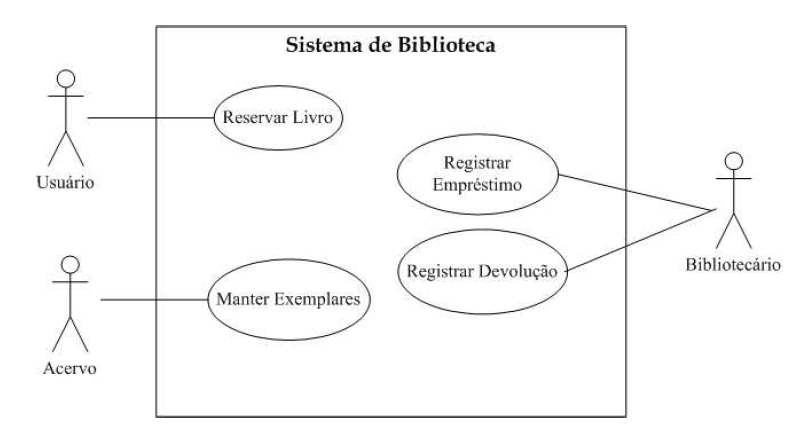 Sistema de Biblioteca
Reservar Livro
Usuário
Registrar
Empréstimo
Bibliotecário
Registrar Devolução
Manter Exemplares
Acervo